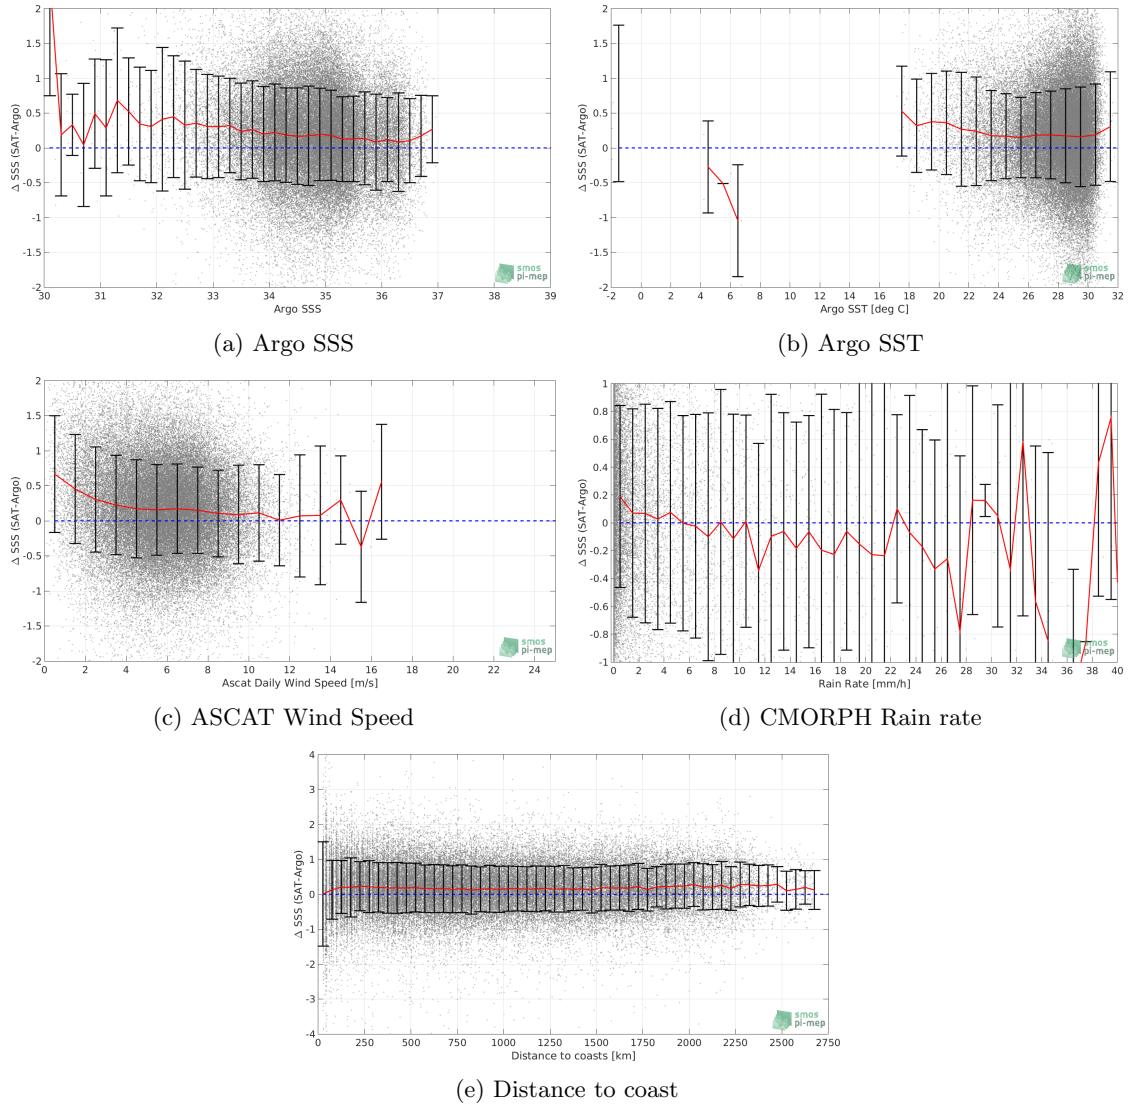 2
1.5
1
0.5
0
-0.5
-1
-1.5
-2
Δ SSS (SAT-Argo)
30 31 32 33 34 35 36 37 38 39
Argo SSS
smos
pi-mep
(a) Argo SSS
2
1.5
1
0.5
0
-0.5
-1
-1.5
-2
Δ SSS (SAT-Argo)
-2 0 2 4 6 8 10 12 14 16 18 20 22 24 26 28 30 32
Argo SST [deg C]
smos
pi-mep
(b) Argo SST
2
1.5
1
0.5
0
-0.5
-1
-1.5
-2
Δ SSS (SAT-Argo)
0 2 4 6 8 10 12 14 16 18 20 22 24
Ascat Daily Wind Speed [m/s]
smos
pi-mep
(c) ASCAT Wind Speed
1
0.8
0.6
0.4
0.2
0
-0.2
-0.4
-0.6
-0.8
-1
Δ SSS (SAT-Argo)
0 2 4 6 8 10 12 14 16 18 20 22 24 26 28 30 32 34 36 38 40
Rain Rate [mm/h]
smos
pi-mep
(d) CMORPH Rain rate
4
3
2
1
0
-1
-2
-3
-4
Δ SSS (SAT-Argo)
0 250 500 750 1000 1250 1500 1750 2000 2250 2500 2750
Distance to coasts [km]
smos
pi-mep
(e) Distance to coast